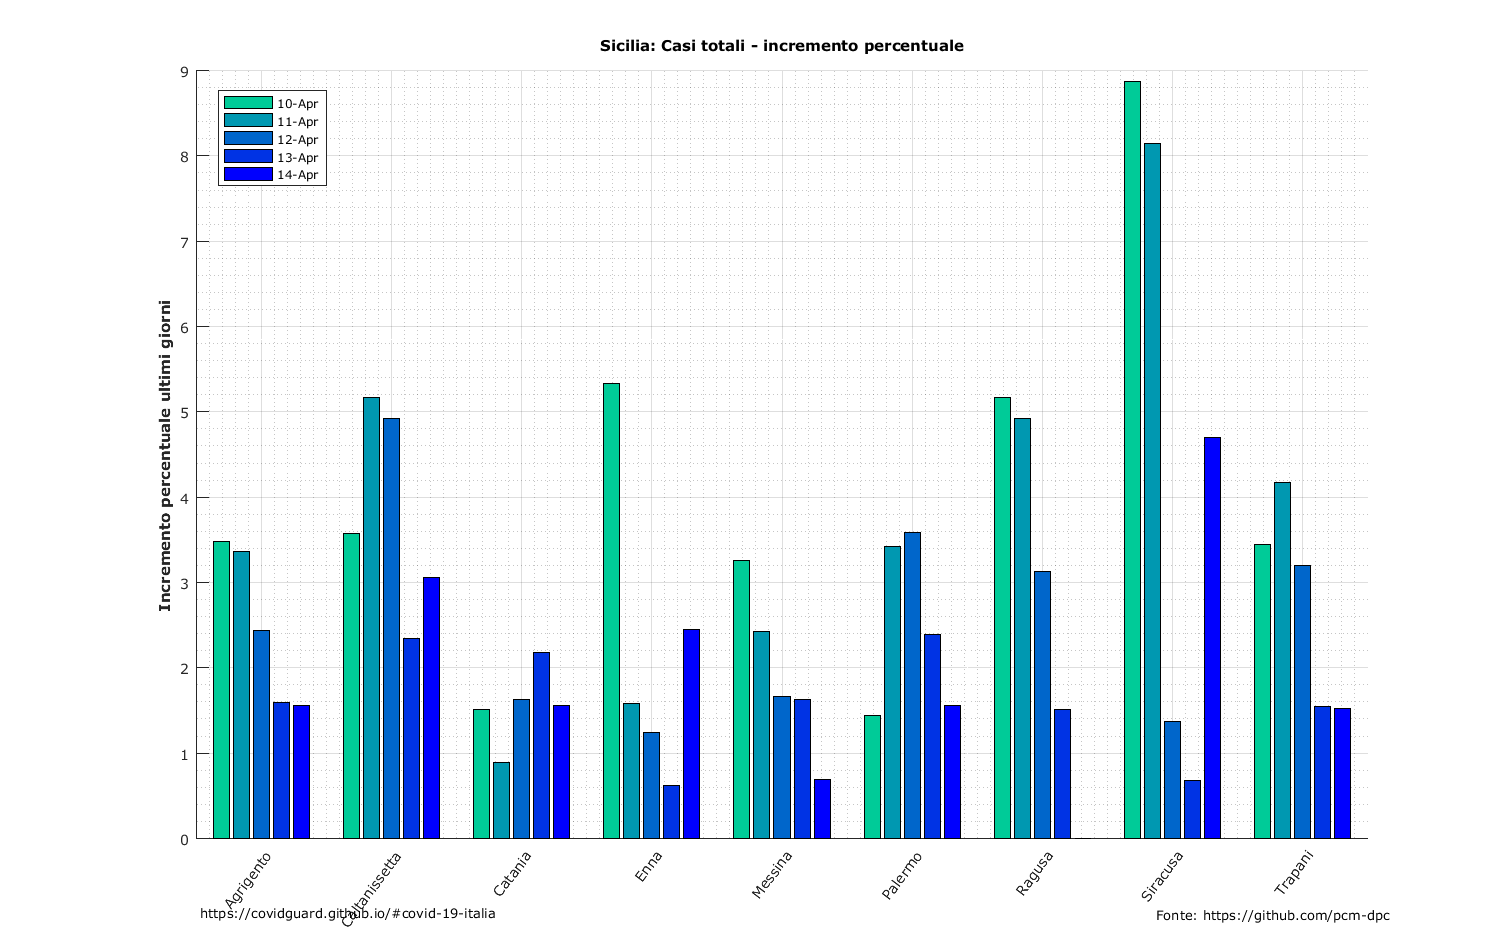 Sicilia: Casi totali - incremento percentuale
10-Apr
11-Apr
12-Apr
13-Apr
14-Apr
Incremento percentuale ultimi giorni
9
8
7
6
5
4
3
2
1
0
Agrigento
Caltanissetta
Catania
Enna
Messina
Palermo
Ragusa
Siracusa
Trapani
https://covidguard.github.io/#covid-19-italia
Fonte: https://github.com/pcm-dpc